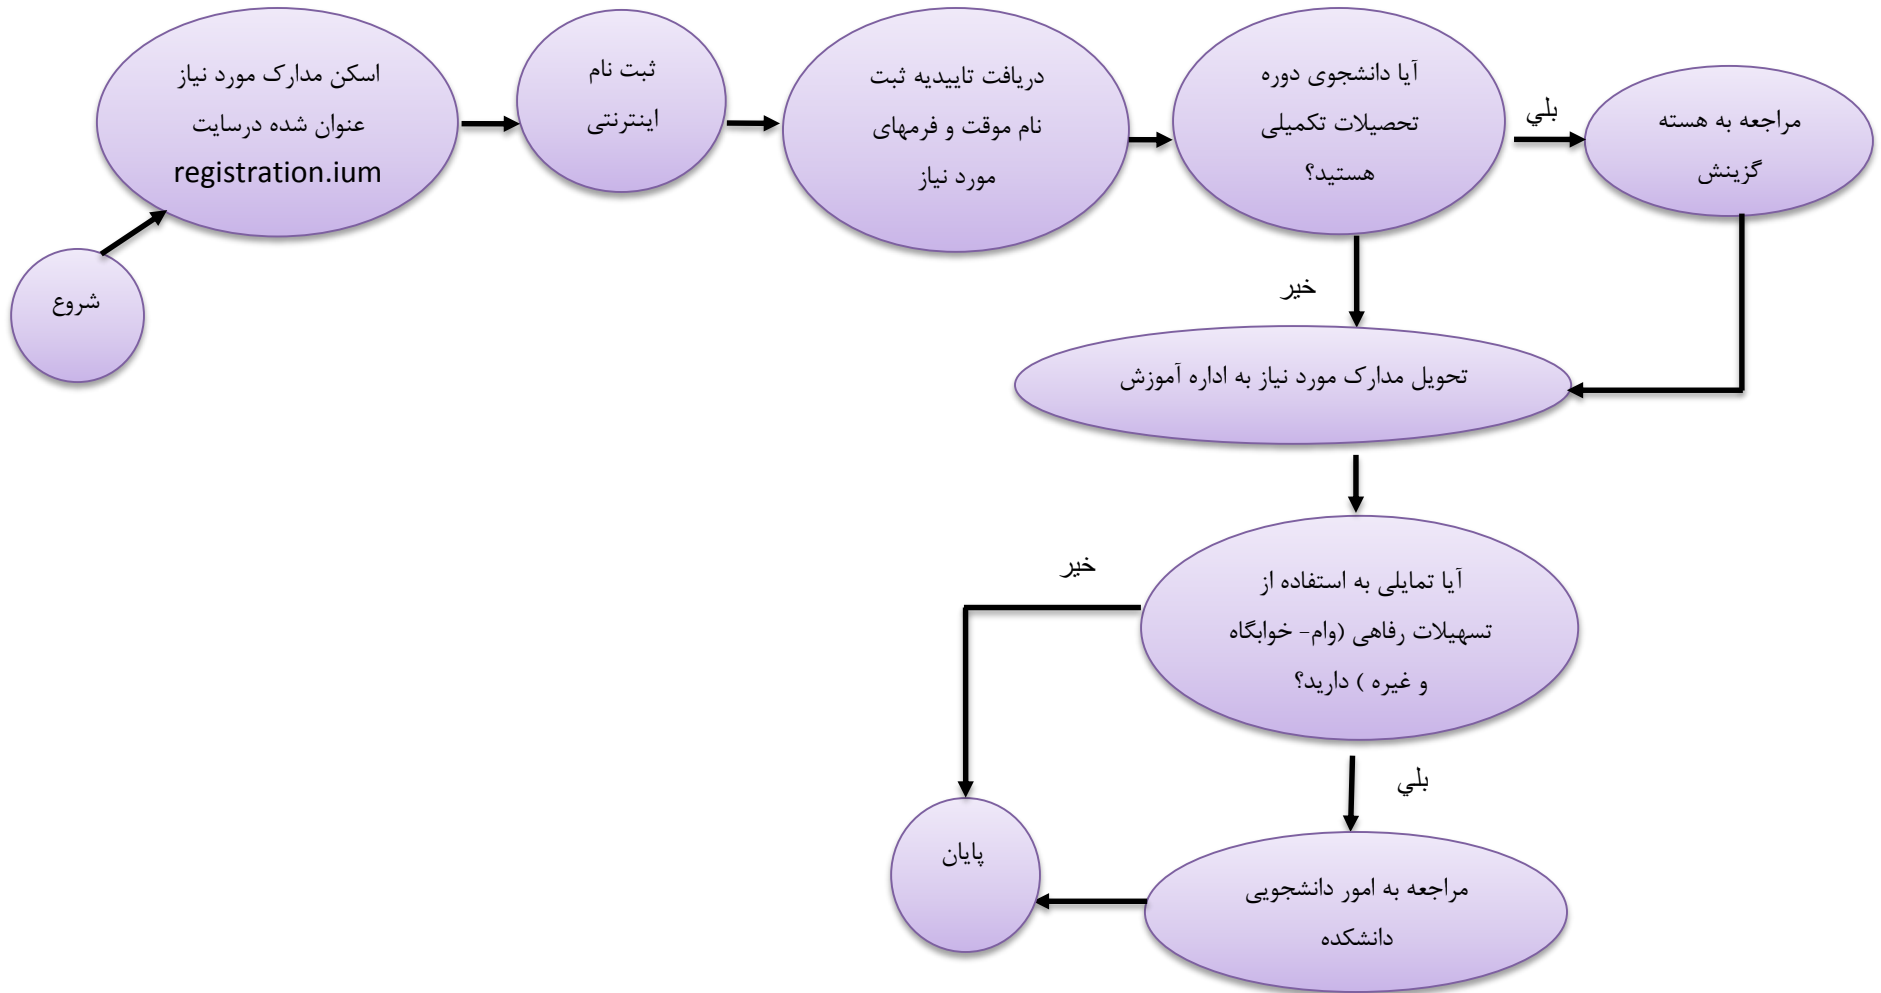 شروع
اسکن مدارک مورد نیاز
عنوان شده درسایت
registration.ium
ثبت نام
اینترنتی
دریافت تاییدیه ثبت
نام موقت و فرمهای
مورد نیاز
آیا دانشجوی دوره
تحصیلات تکمیلی
هستید؟
بلي
مراجعه به هسته
گزینش
خیر
تحویل مدارک مورد نیاز به اداره آموزش
آیا تمایلی به استفاده از
تسهیلات رفاهی (وام- خوابگاه
و غیره ) دارید؟
خیر
بلي
مراجعه به امور دانشجویی
دانشکده
پایان